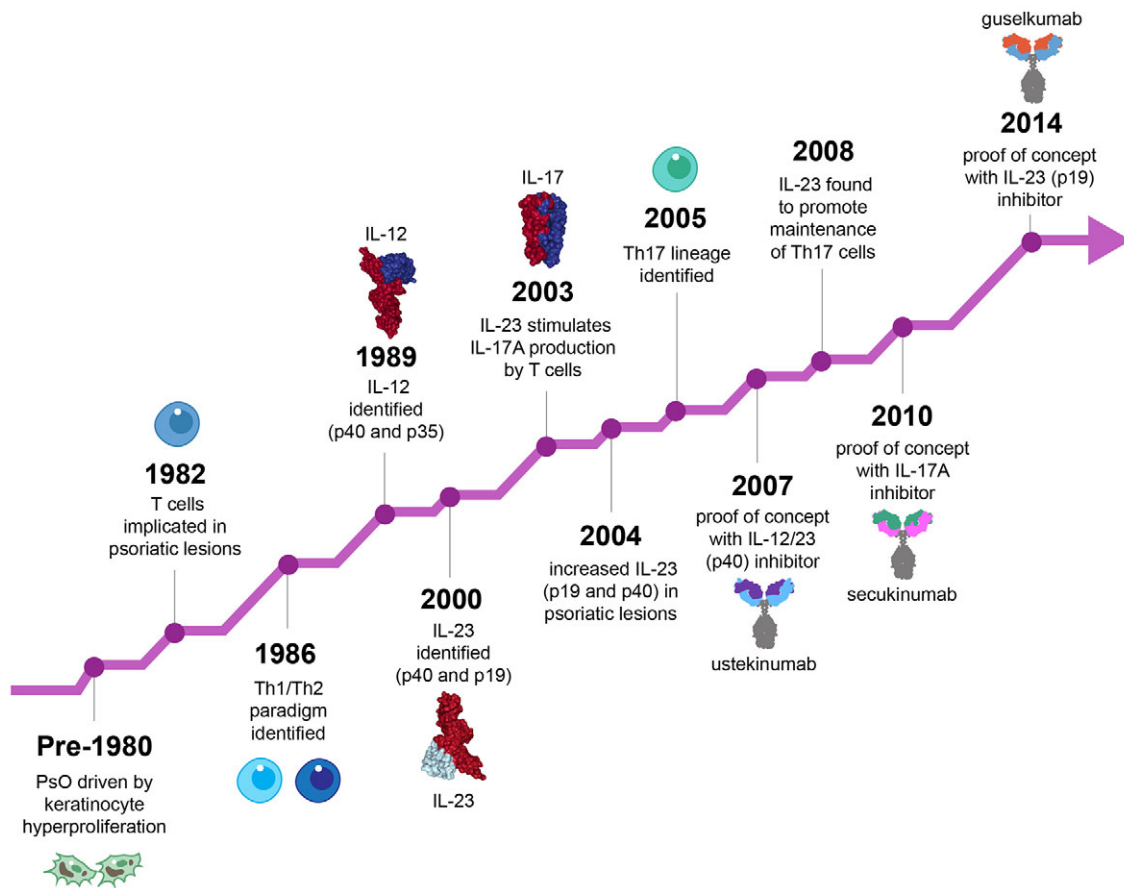 Pre-1980
PsO driven by
keratinocyte
hyperproliferation
1982
T cells
implicated in
psoriatic lesions
1986
Th1/Th2
paradigm
identified
IL-12
1989
IL-12
identified
(p40 and p35)
2000
IL-23
identified
(p40 and p19)
IL-23
IL-17
2003
IL-23 stimulates
IL-17A production
by T cells
2004
increased IL-23
(p19 and p40) in
psoriatic lesions
2005
Th17 lineage
identified
2007
proof of concept
with IL-12/23
(p40) inhibitor
ustekinumab
2008
IL-23 found
to promote
maintenance
of Th17 cells
2010
proof of concept
with IL-17A
inhibitor
secukinumab
guselkumab
2014
proof of concept
with IL-23 (p19)
inhibitor